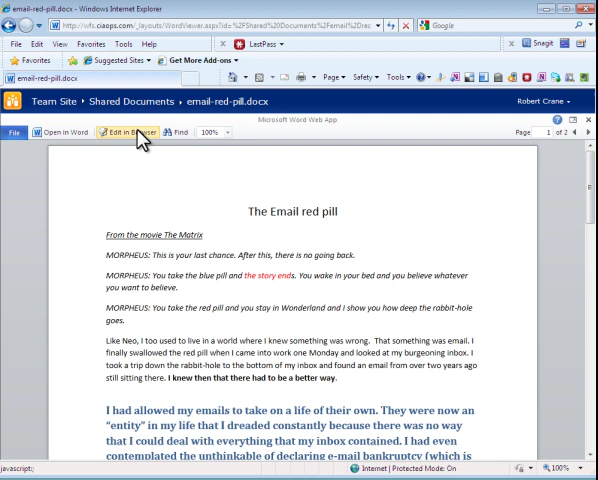 email-red-pill.docx - Windows Internet Explorer
http://wfs.ciaops.com/_layouts/WordViewer.aspx?id=%2FShared%20Documents%2Femail%2Drec
Google
File Edit View Favorites Tools Help
x LastPass
x Snagit
Favorites Suggested Sites Get More Add-ons
email-red-pill.docx
Page Safety Tools
Team Site Shared Documents email-red-pill.docx
Robert Crane
Microsoft Word Web App
File Open in Word Edit in Browser Find 100%
Page 1 of 2
The Email red pill
From the movie The Matrix
MORPHEUS: This is your last chance. After this, there is no going back.
MORPHEUS: You take the blue pill and the story ends. You wake in your bed and you believe whatever
you want to believe.
MORPHEUS: You take the red pill and you stay in Wonderland and I show you how deep the rabbit-hole
goes.
Like Neo, I too used to live in a world where I knew something was wrong. That something was email. I
finally swallowed the red pill when I came into work one Monday and looked at my burgeoning inbox. I
took a trip down the rabbit-hole to the bottom of my inbox and found an email from over two years ago
still sitting there. I knew then that there had to be a better way.
I had allowed my emails to take on a life of their own. They were now an
“entity” in my life that I dreaded constantly because there was no way
that I could deal with everything that my inbox contained. I had even
contemplated the unthinkable of declaring e-mail bankruptcy (which is
javascript:;
Internet | Protected Mode: On
100%